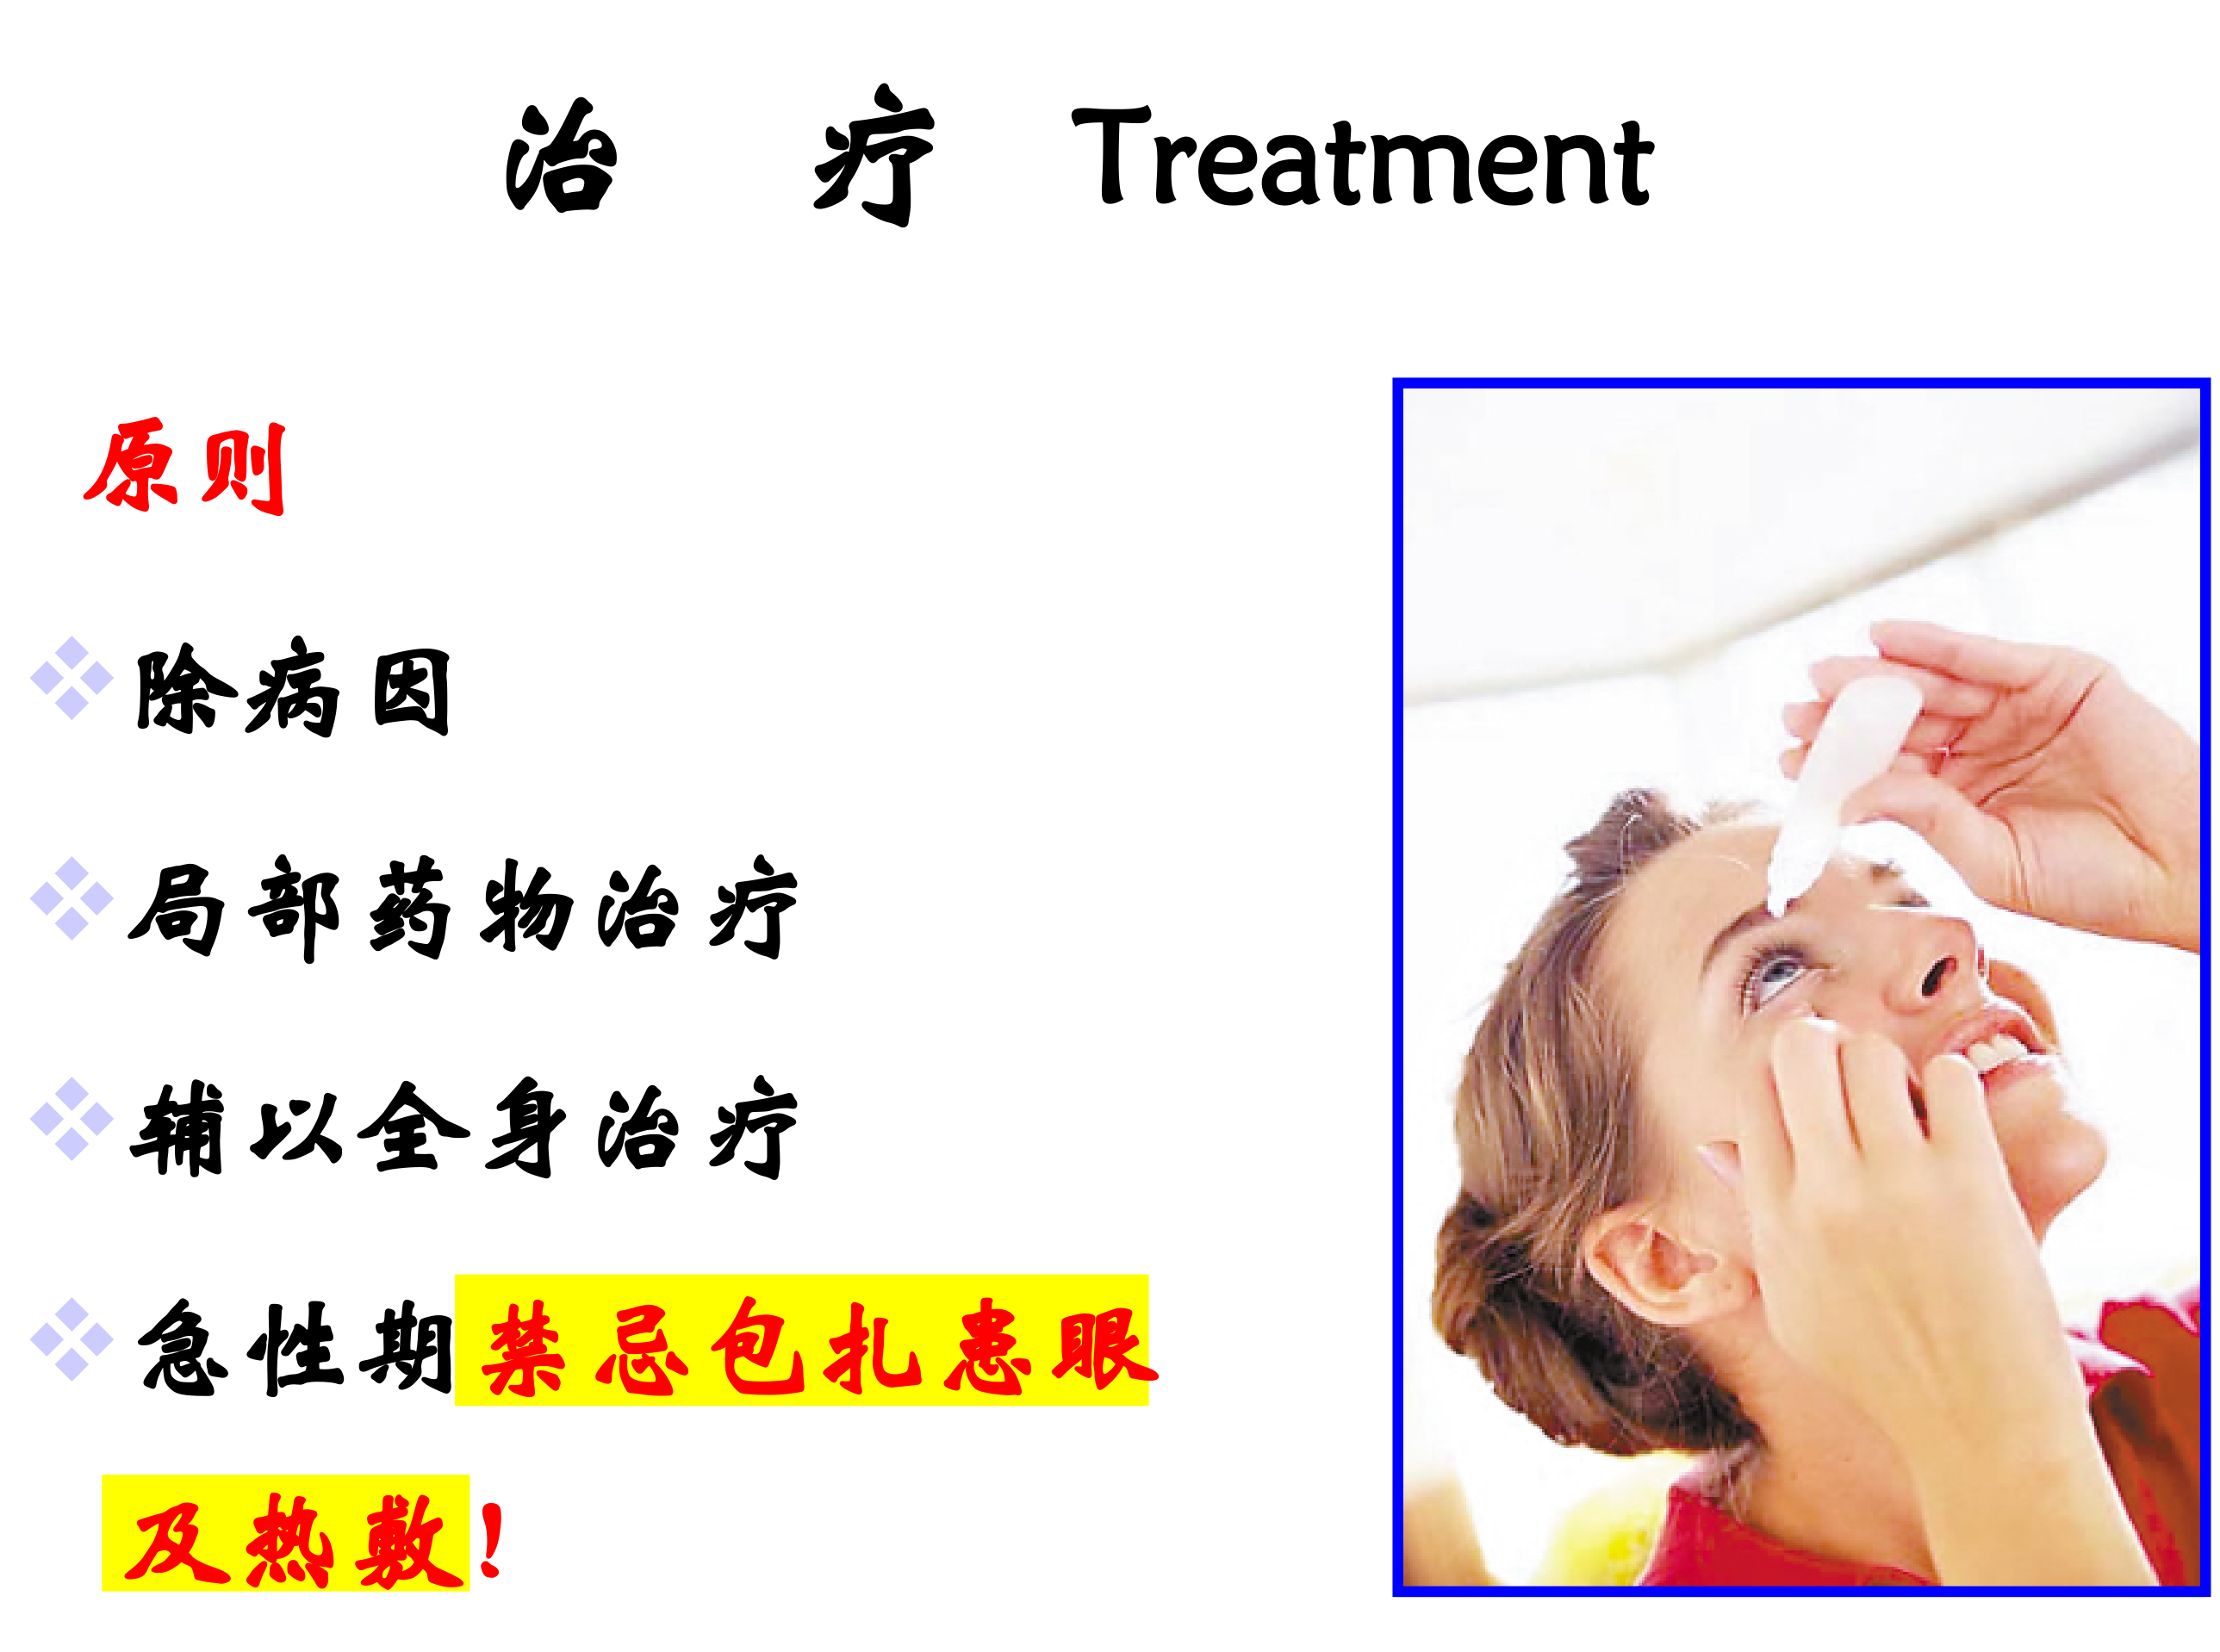 治 疗 Treatment
原则
除病因
局部药物治疗
辅以全身治疗
急性期禁忌包扎患眼
及热敷!